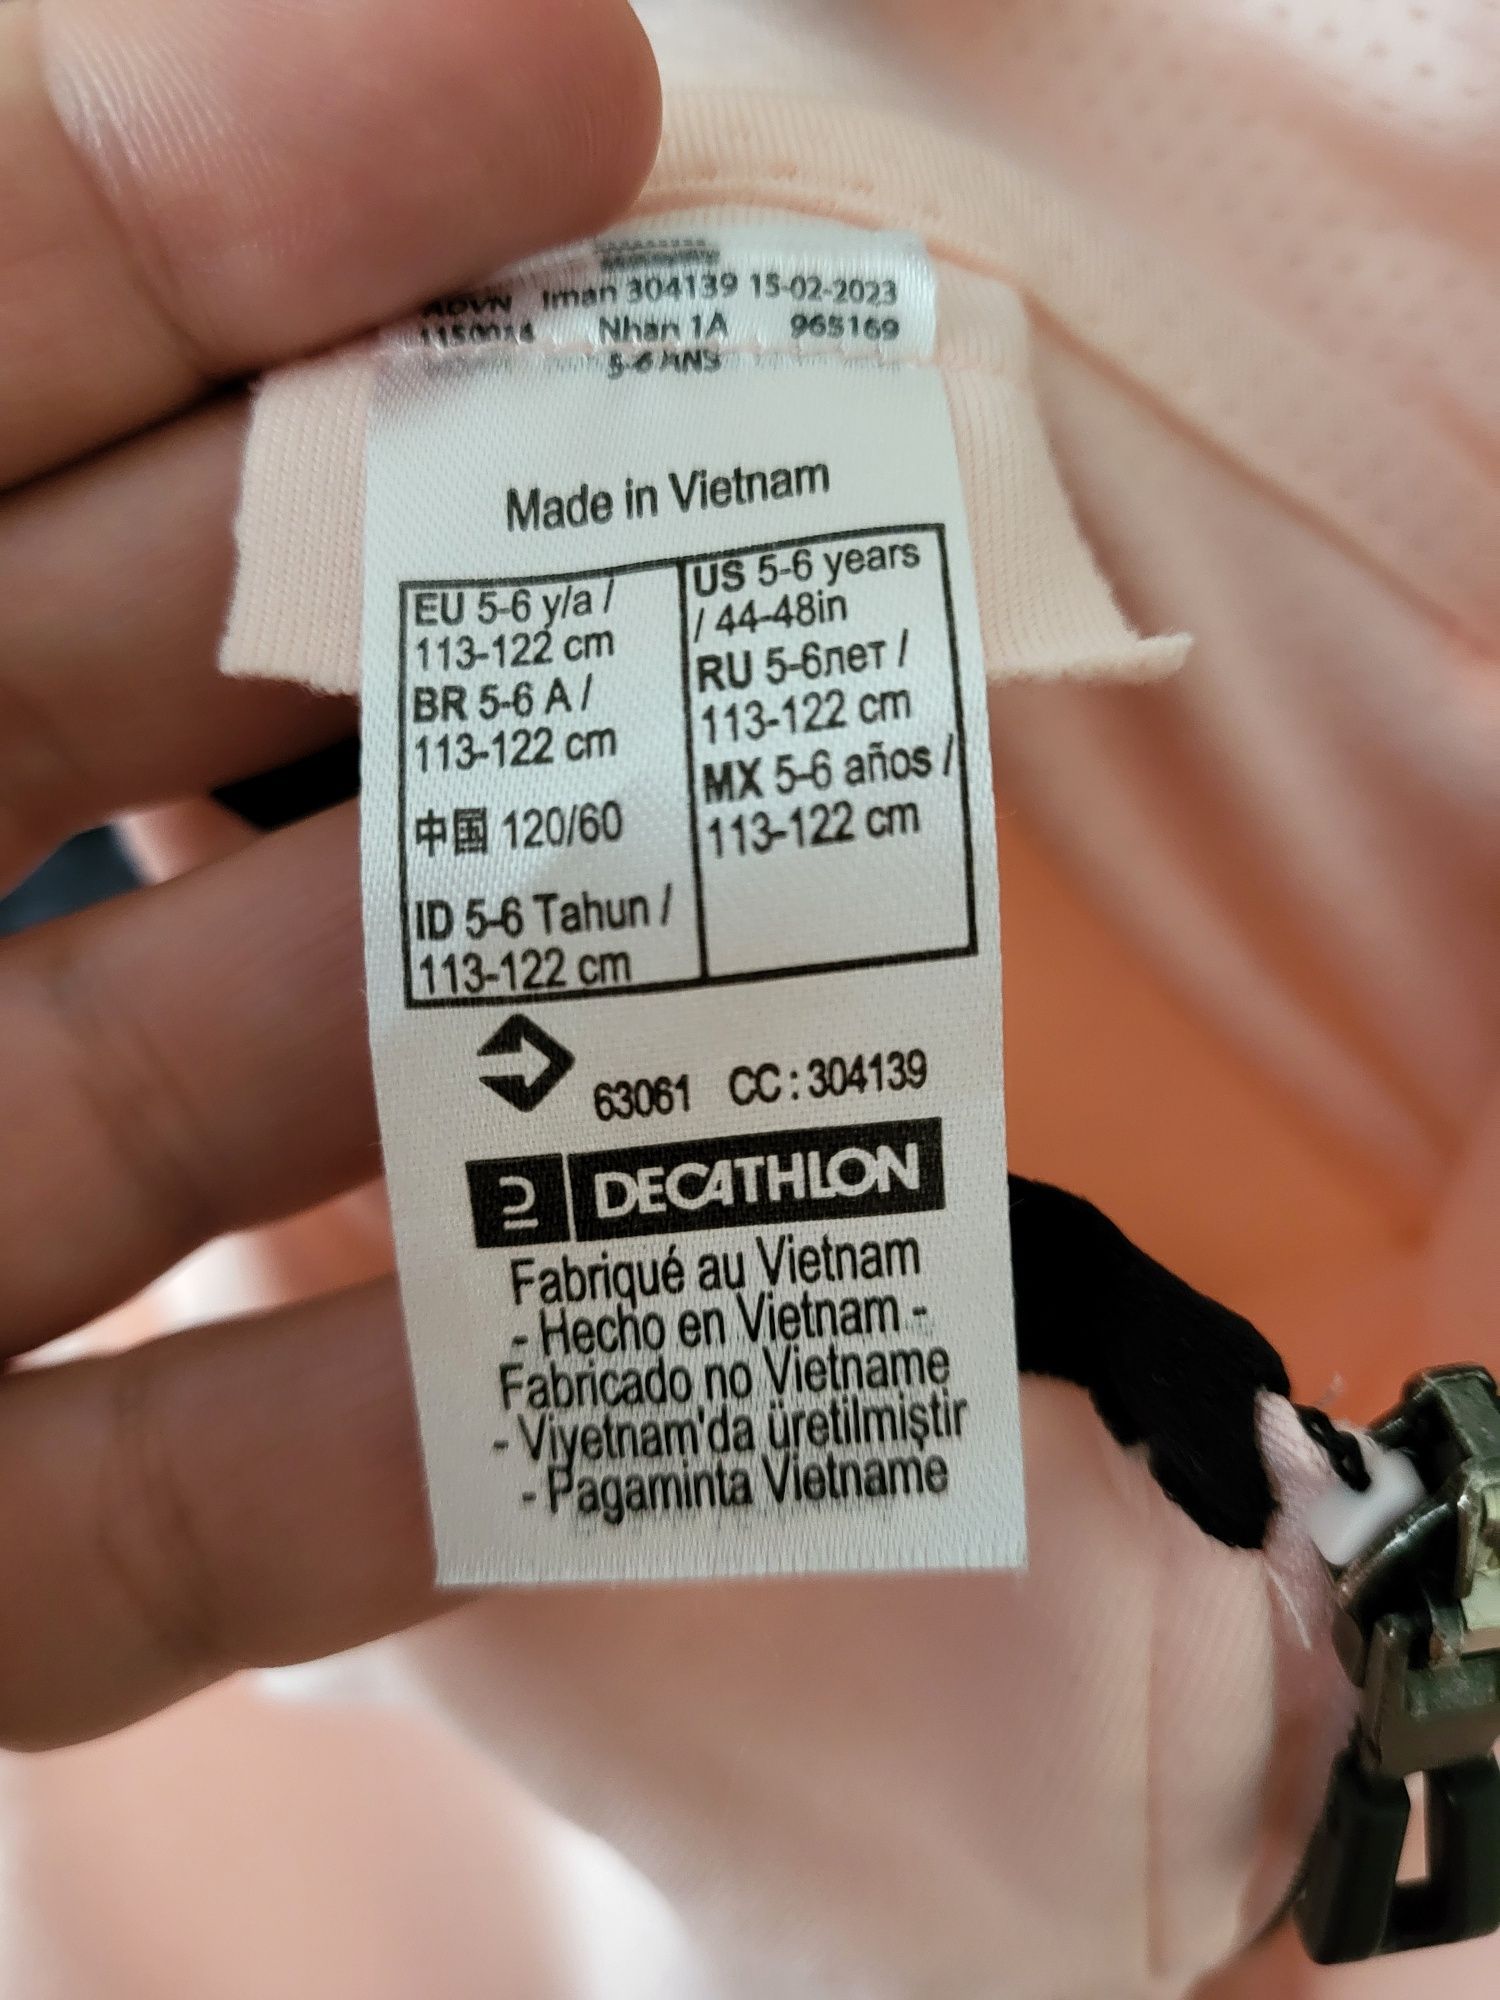 Iman 304139 15-02-2023
Nhan 1A 965169
5-6 ANS
Made in Vietnam
EU 5-6 y/a /
113-122 cm
BR 5-6 A /
113-122 cm
中国 120/60
ID 5-6 Tahun /
113-122 cm
US 5-6 years
/ 44-48in
RU 5-6лет /
113-122 cm
MX 5-6 años /
113-122 cm
63061 CC : 304139
DECATHLON
Fabriqué au Vietnam
- Hecho en Vietnam -
Fabricado no Vietname
- Viyetnam'da üretilmiştir
- Pagaminta Vietname